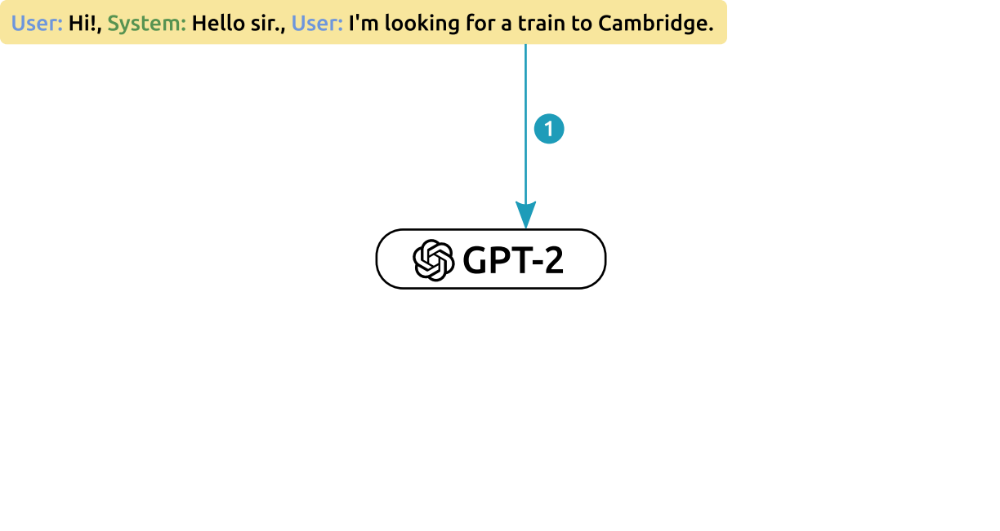 User: Hi!, System: Hello sir., User: I'm looking for a train to Cambridge.
1
GPT-2